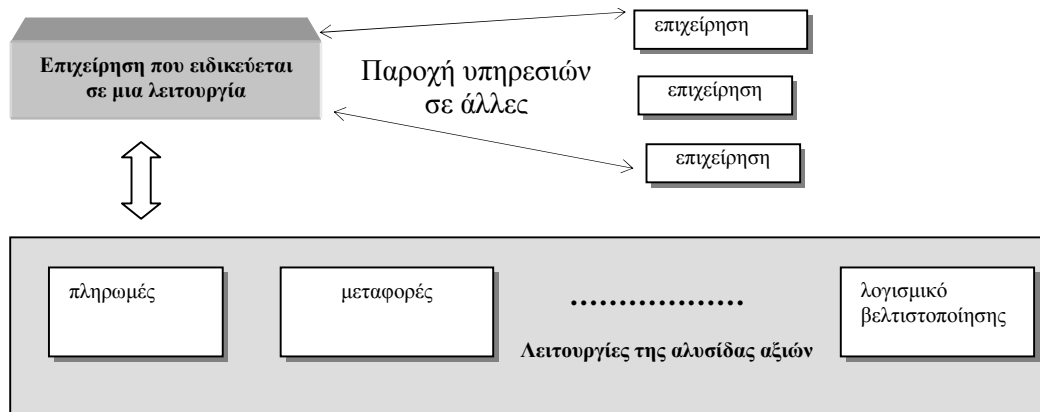 επιχείρηση
Επιχείρηση που ειδικεύεται
σε μια λειτουργία
Παροχή υπηρεσιών
σε άλλες
επιχείρηση
επιχείρηση
πληρωμές
μεταφορές
..................
λογισμικό
βελτιστοποίησης
Λειτουργίες της αλυσίδας αξιών